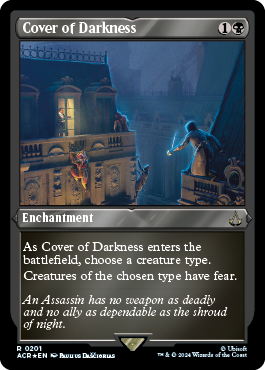 Cover of Darkness 1
Enchantment
As Cover of Darkness enters the
battlefield, choose a creature type.
Creatures of the chosen type have fear.
An Assassin has no weapon as deadly
and no ally as dependable as the shroud
of night.
R 0201 © Ubisoft
ACR★EN Paulius Daščioras ™ & © 2024 Wizards of the Coast